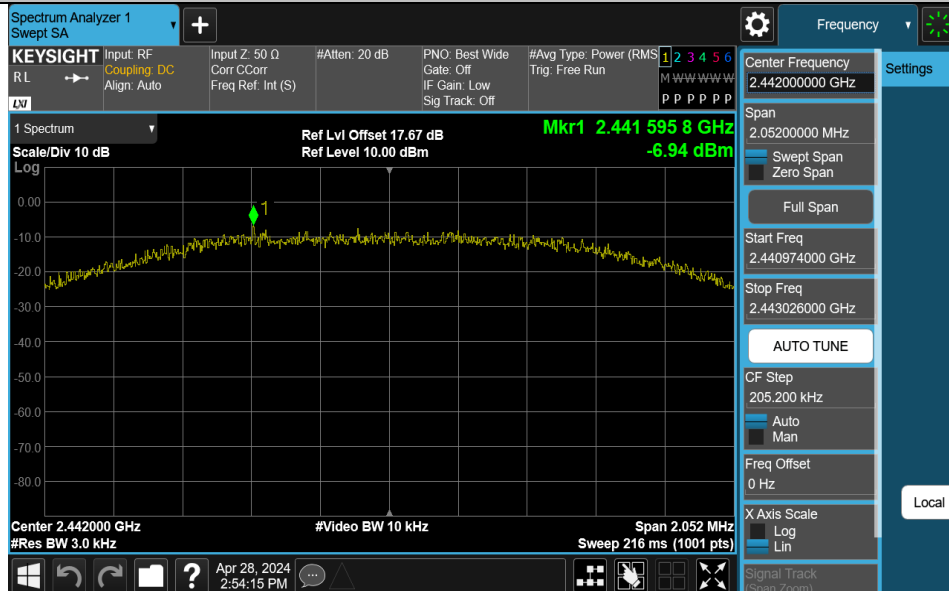 Spectrum Analyzer 1
Swept SA
+
Frequency
KEYSIGHT
RL
LXI
Input: RF
Coupling: DC
Align: Auto
Input Z: 50 Ω
Corr CCorr
Freq Ref: Int (S)
#Atten: 20 dB
PNO: Best Wide
Gate: Off
IF Gain: Low
Sig Track: Off
#Avg Type: Power (RMS
Trig: Free Run
1 2 3 4 5 6
M W W W W W
P P P P P P
1 Spectrum
Scale/Div 10 dB
Log
Ref Lvl Offset 17.67 dB
Ref Level 10.00 dBm
Mkr1 2.441 595 8 GHz
-6.94 dBm
1
0.00
-10.0
-20.0
-30.0
-40.0
-50.0
-60.0
-70.0
-80.0
Center 2.442000 GHz
#Res BW 3.0 kHz
#Video BW 10 kHz
Span 2.052 MHz
Sweep 216 ms (1001 pts)
?
Apr 28, 2024
2:54:15 PM
Center Frequency
2.442000000 GHz
Span
2.05200000 MHz
Swept Span
Zero Span
Full Span
Start Freq
2.440974000 GHz
Stop Freq
2.443026000 GHz
AUTO TUNE
CF Step
205.200 kHz
Auto
Man
Freq Offset
0 Hz
X Axis Scale
Log
Lin
Signal Track
(Span Zoom)
Settings
Local